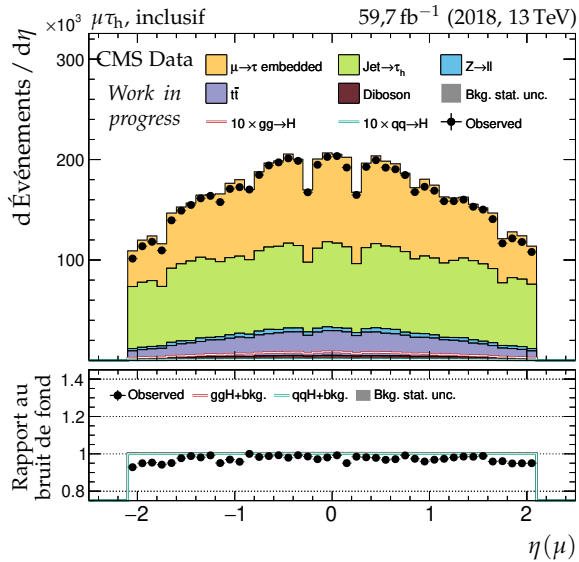 μτh, inclusif 59,7 fb⁻¹ (2018, 13 TeV)
×10³
CMS Data
Work in
progress
μ→τ embedded Jet→τh Z→ll
tt̄ Diboson Bkg. stat. unc.
10 × gg→H 10 × qq→H Observed
300
200
100
d Événements / dη
Observed ggH+bkg. qqH+bkg. Bkg. stat. unc.
1.4
1.2
1
0.8
Rapport au
bruit de fond
−2 −1 0 1 2
η(μ)